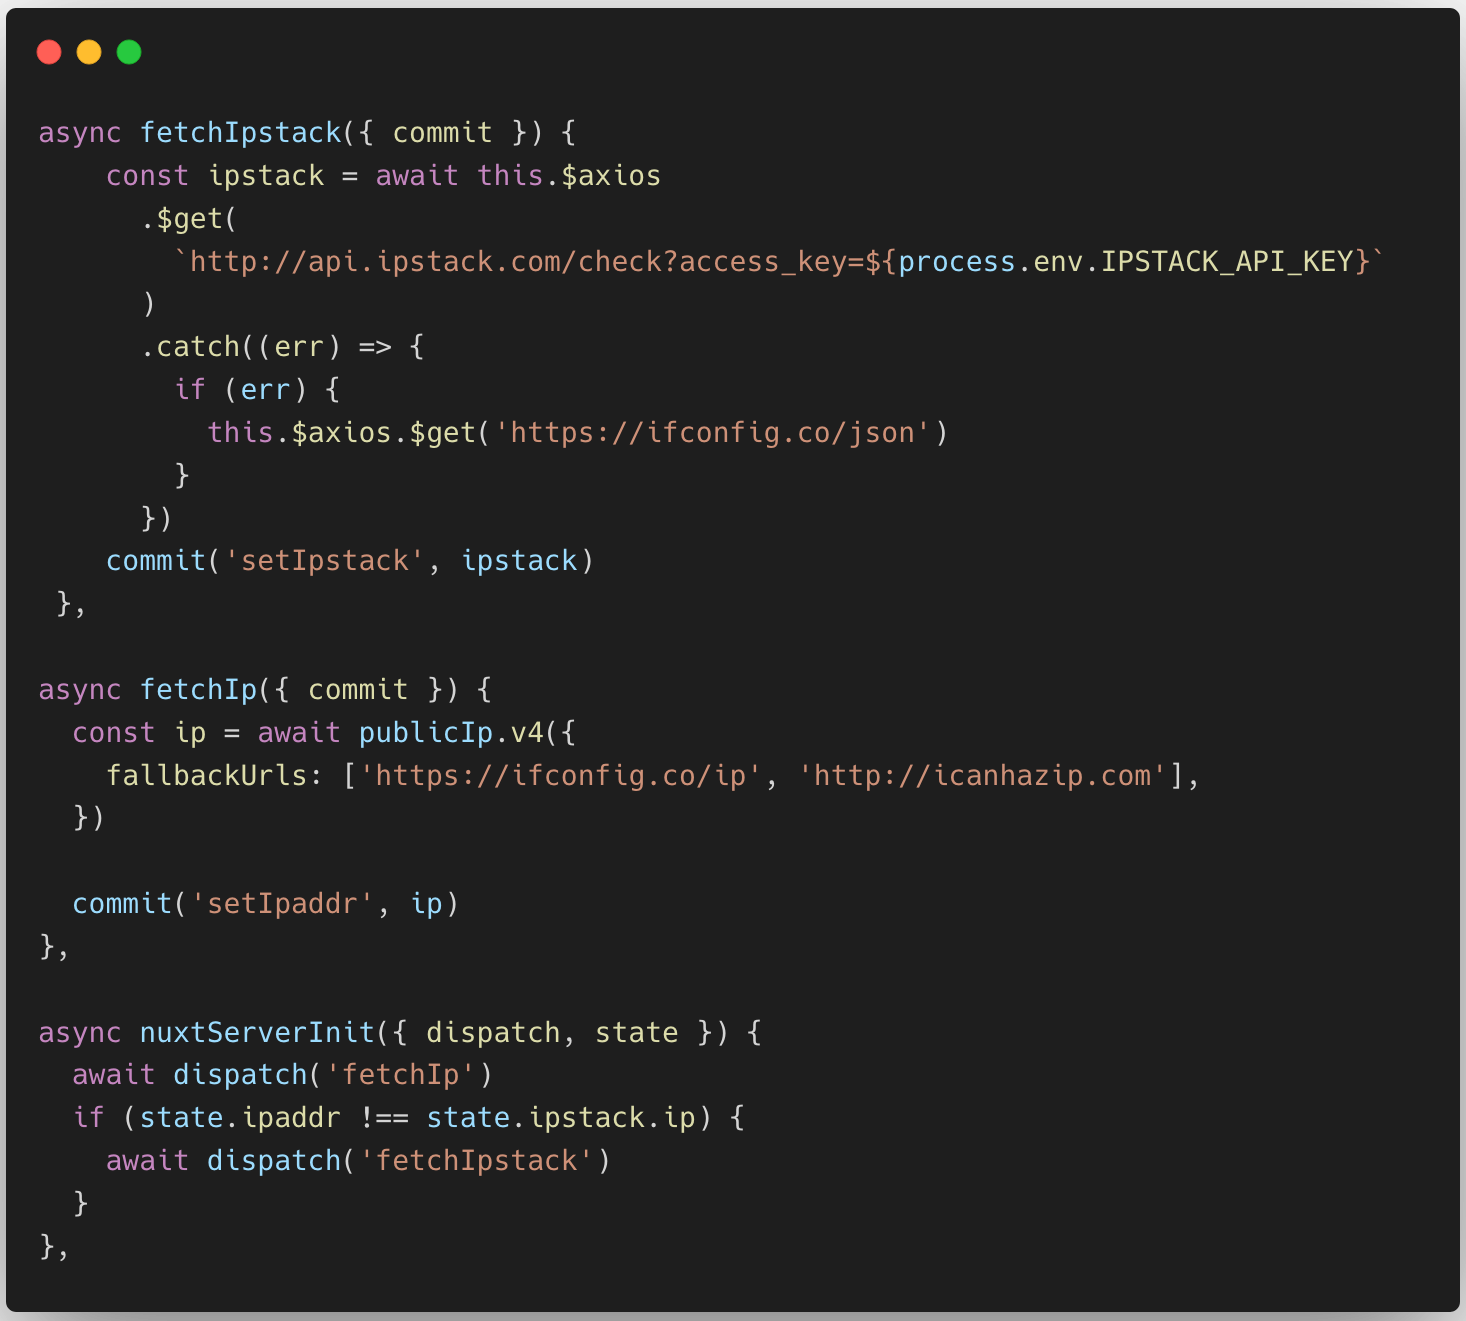 async fetchIpstack({ commit }) {
    const ipstack = await this.$axios
      .$get(
        `http://api.ipstack.com/check?access_key=${process.env.IPSTACK_API_KEY}`
      )
      .catch((err) => {
        if (err) {
          this.$axios.$get('https://ifconfig.co/json')
        }
      })
    commit('setIpstack', ipstack)
 },

async fetchIp({ commit }) {
  const ip = await publicIp.v4({
    fallbackUrls: ['https://ifconfig.co/ip', 'http://icanhazip.com'],
  })

  commit('setIpaddr', ip)
},

async nuxtServerInit({ dispatch, state }) {
  await dispatch('fetchIp')
  if (state.ipaddr !== state.ipstack.ip) {
    await dispatch('fetchIpstack')
  }
},